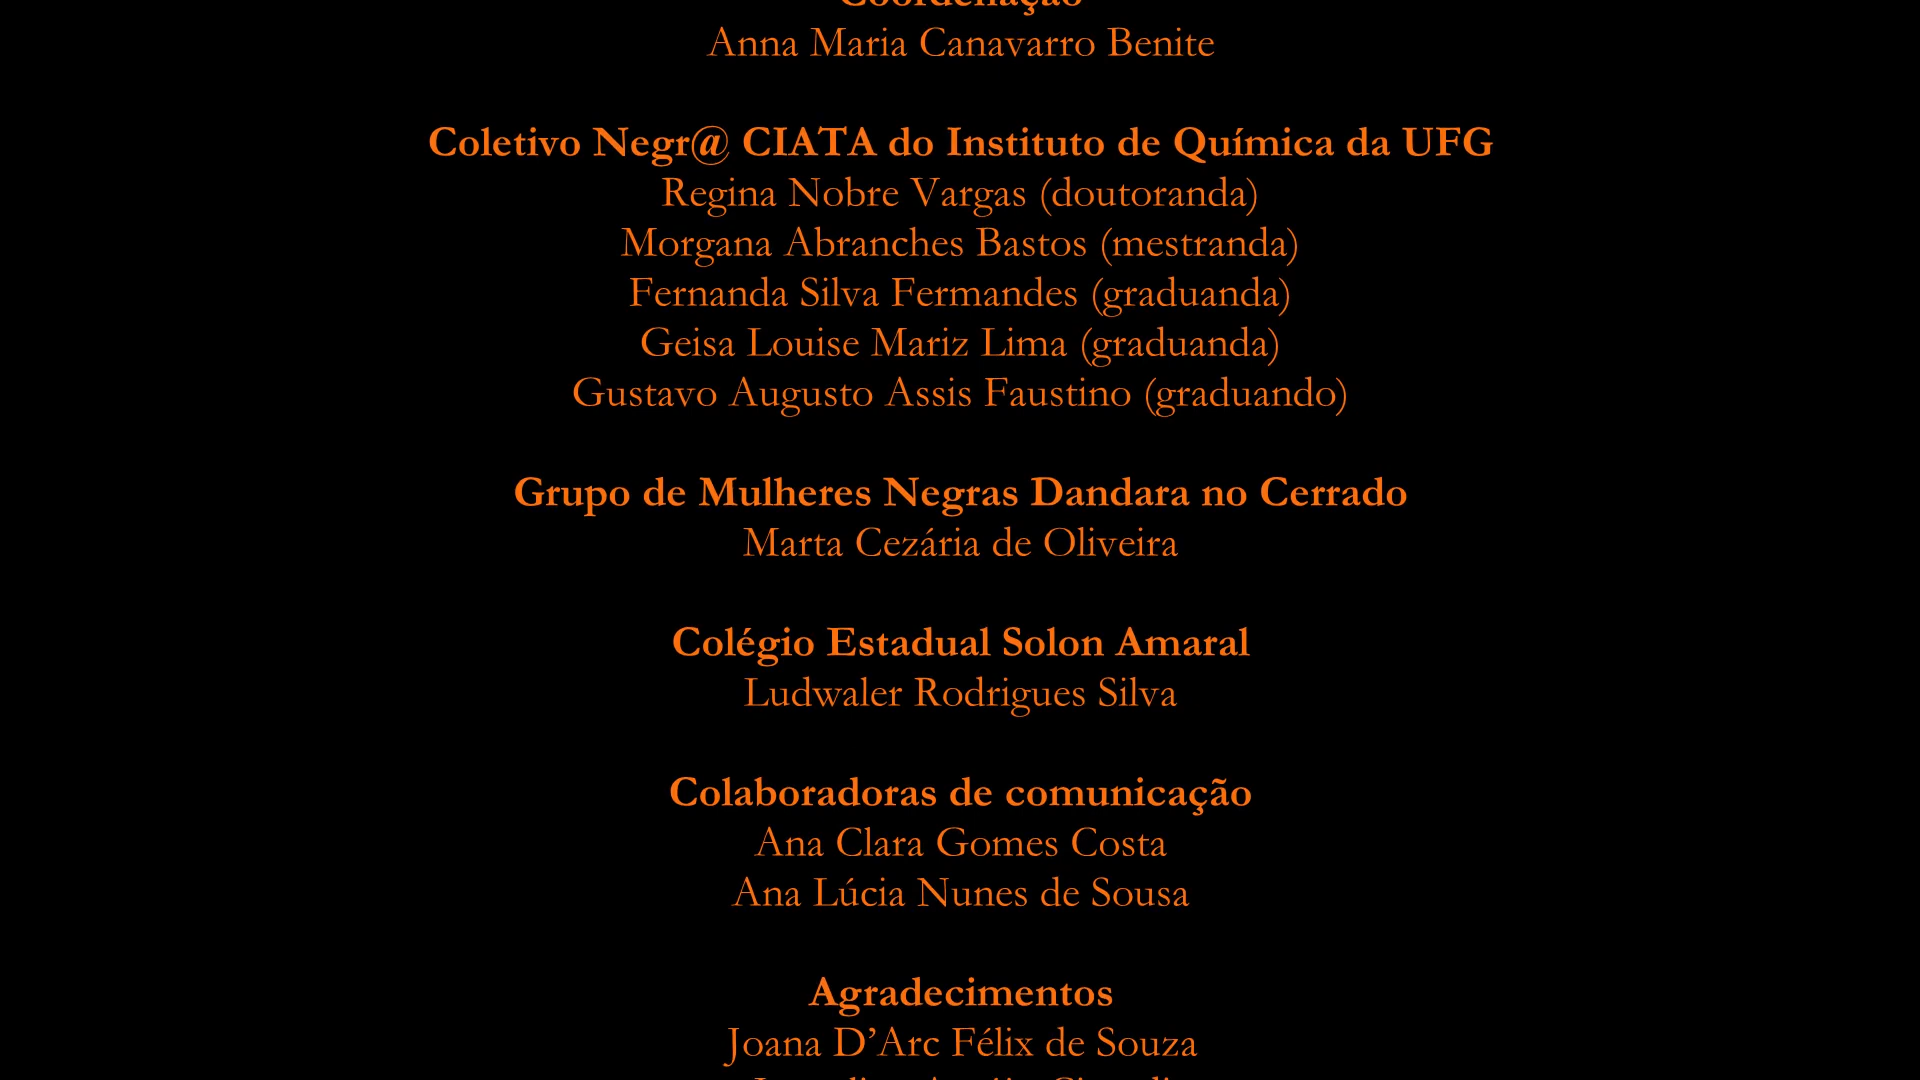 Coordenação
Anna Maria Canavarro Benite
Coletivo Negr@ CIATA do Instituto de Química da UFG
Regina Nobre Vargas (doutoranda)
Morgana Abranches Bastos (mestranda)
Fernanda Silva Fermandes (graduanda)
Geisa Louise Mariz Lima (graduanda)
Gustavo Augusto Assis Faustino (graduando)
Grupo de Mulheres Negras Dandara no Cerrado
Marta Cezária de Oliveira
Colégio Estadual Solon Amaral
Ludwaler Rodrigues Silva
Colaboradoras de comunicação
Ana Clara Gomes Costa
Ana Lúcia Nunes de Sousa
Agradecimentos
Joana D’Arc Félix de Souza